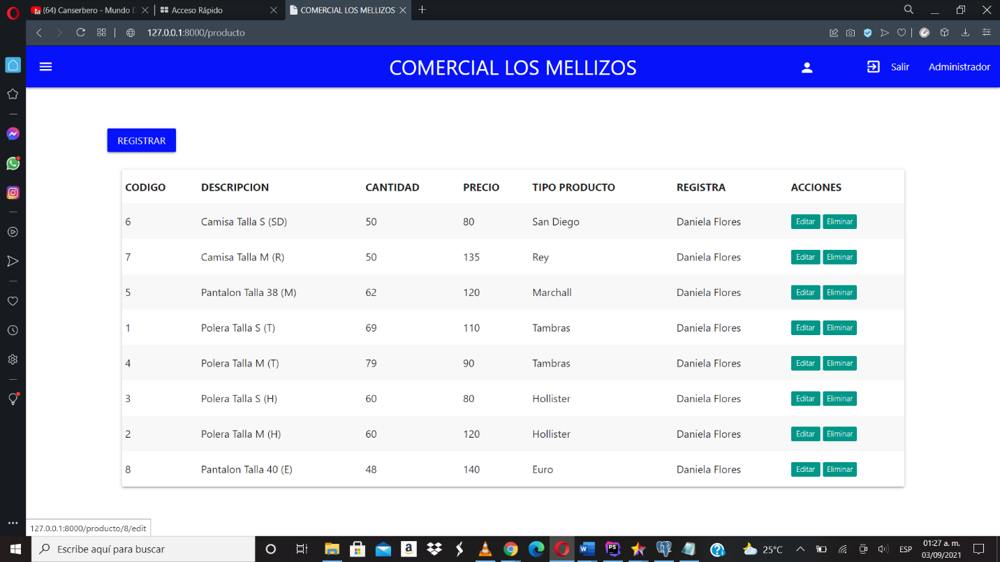 (64) Canserbero - Mundo D
Acceso Rápido
COMERCIAL LOS MELLIZOS
127.0.0.1:8000/producto
COMERCIAL LOS MELLIZOS
Salir
Administrador
REGISTRAR
CODIGO DESCRIPCION CANTIDAD PRECIO TIPO PRODUCTO REGISTRA ACCIONES
6 Camisa Talla S (SD) 50 80 San Diego Daniela Flores Editar Eliminar
7 Camisa Talla M (R) 50 135 Rey Daniela Flores Editar Eliminar
5 Pantalon Talla 38 (M) 62 120 Marchall Daniela Flores Editar Eliminar
1 Polera Talla S (T) 69 110 Tambras Daniela Flores Editar Eliminar
4 Polera Talla M (T) 79 90 Tambras Daniela Flores Editar Eliminar
3 Polera Talla S (H) 60 80 Hollister Daniela Flores Editar Eliminar
2 Polera Talla M (H) 60 120 Hollister Daniela Flores Editar Eliminar
8 Pantalon Talla 40 (E) 48 140 Euro Daniela Flores Editar Eliminar
127.0.0.1:8000/producto/8/edit
Escribe aquí para buscar
25°C
ESP
01:27 a. m.
03/09/2021